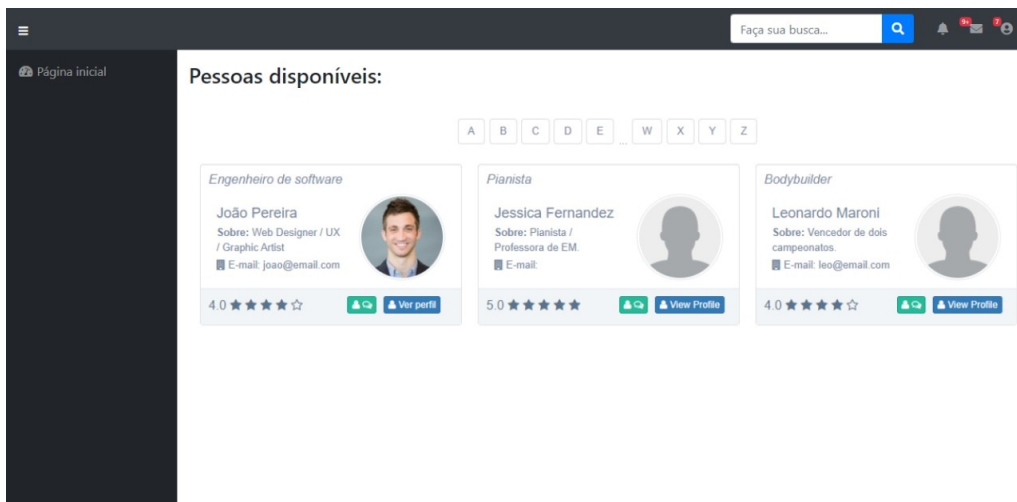 Faça sua busca...
9+
7
Página inicial
Pessoas disponíveis:
A B C D E ... W X Y Z
Engenheiro de software
João Pereira
Sobre: Web Designer / UX
/ Graphic Artist
E-mail: joao@email.com
4.0
Ver perfil
Pianista
Jessica Fernandez
Sobre: Pianista /
Professora de EM.
E-mail:
5.0
View Profile
Bodybuilder
Leonardo Maroni
Sobre: Vencedor de dois
campeonatos.
E-mail: leo@email.com
4.0
View Profile